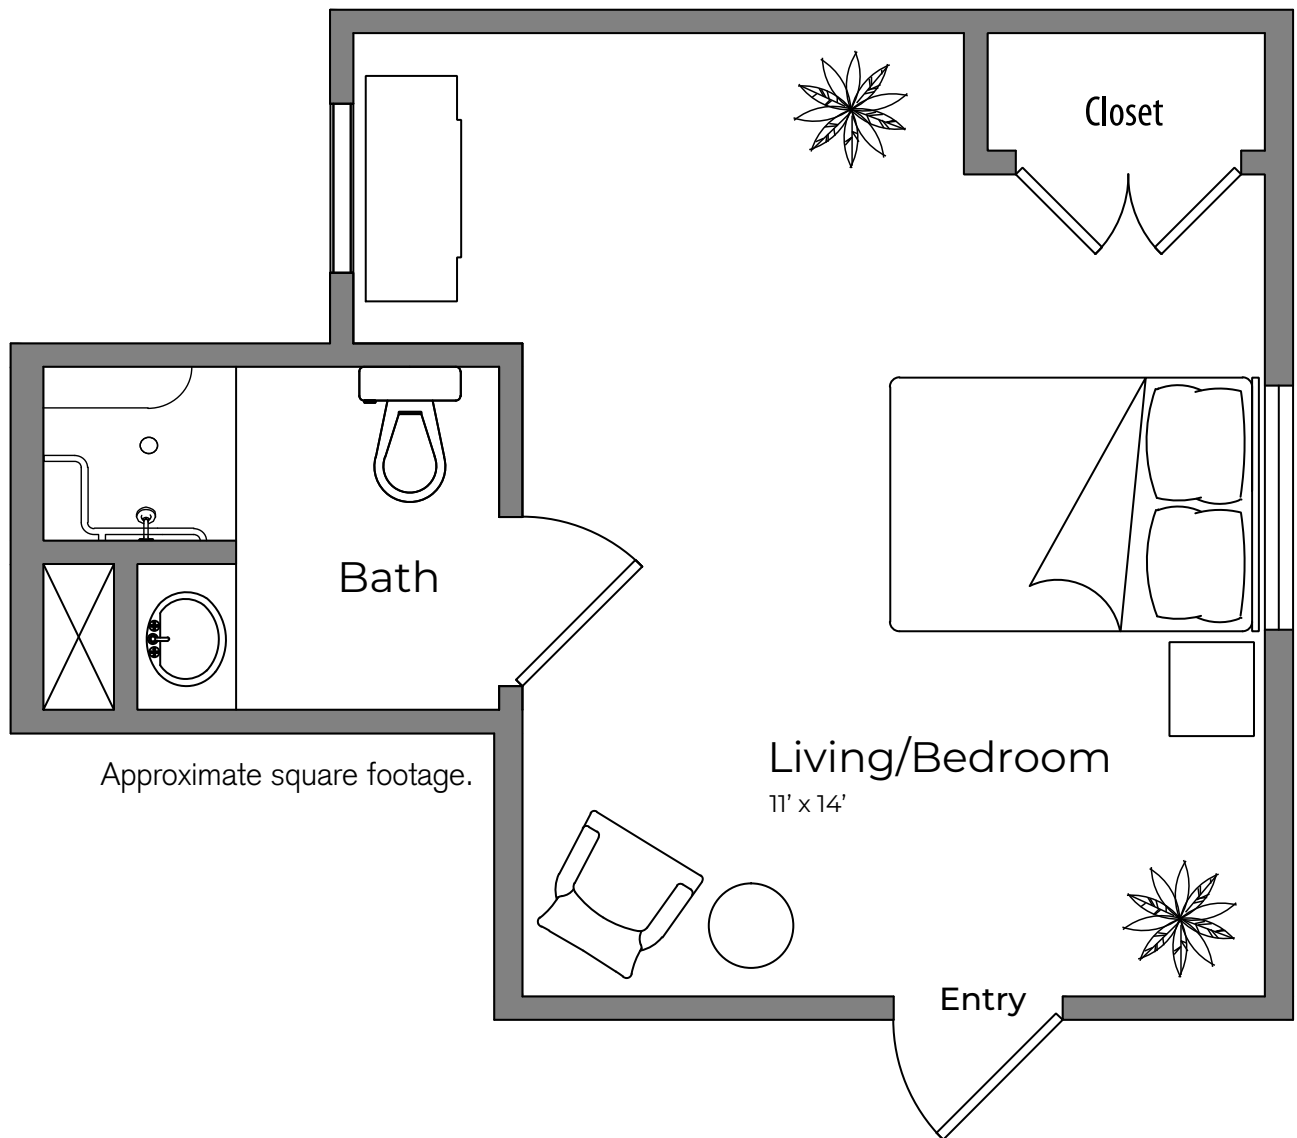 Closet
Bath
Living/Bedroom
11’ x 14’
Approximate square footage.
Entry